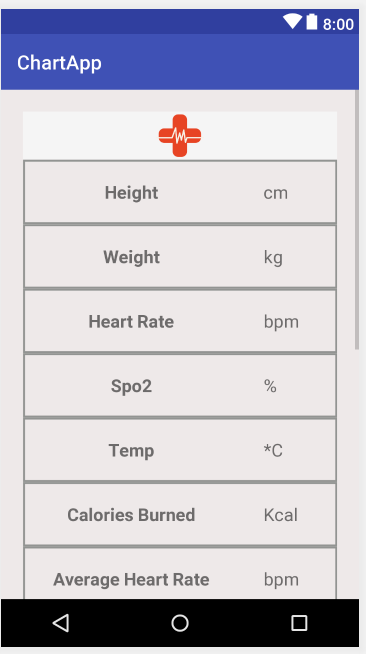 8:00
ChartApp
Height cm
Weight kg
Heart Rate bpm
Spo2 %
Temp *C
Calories Burned Kcal
Average Heart Rate bpm